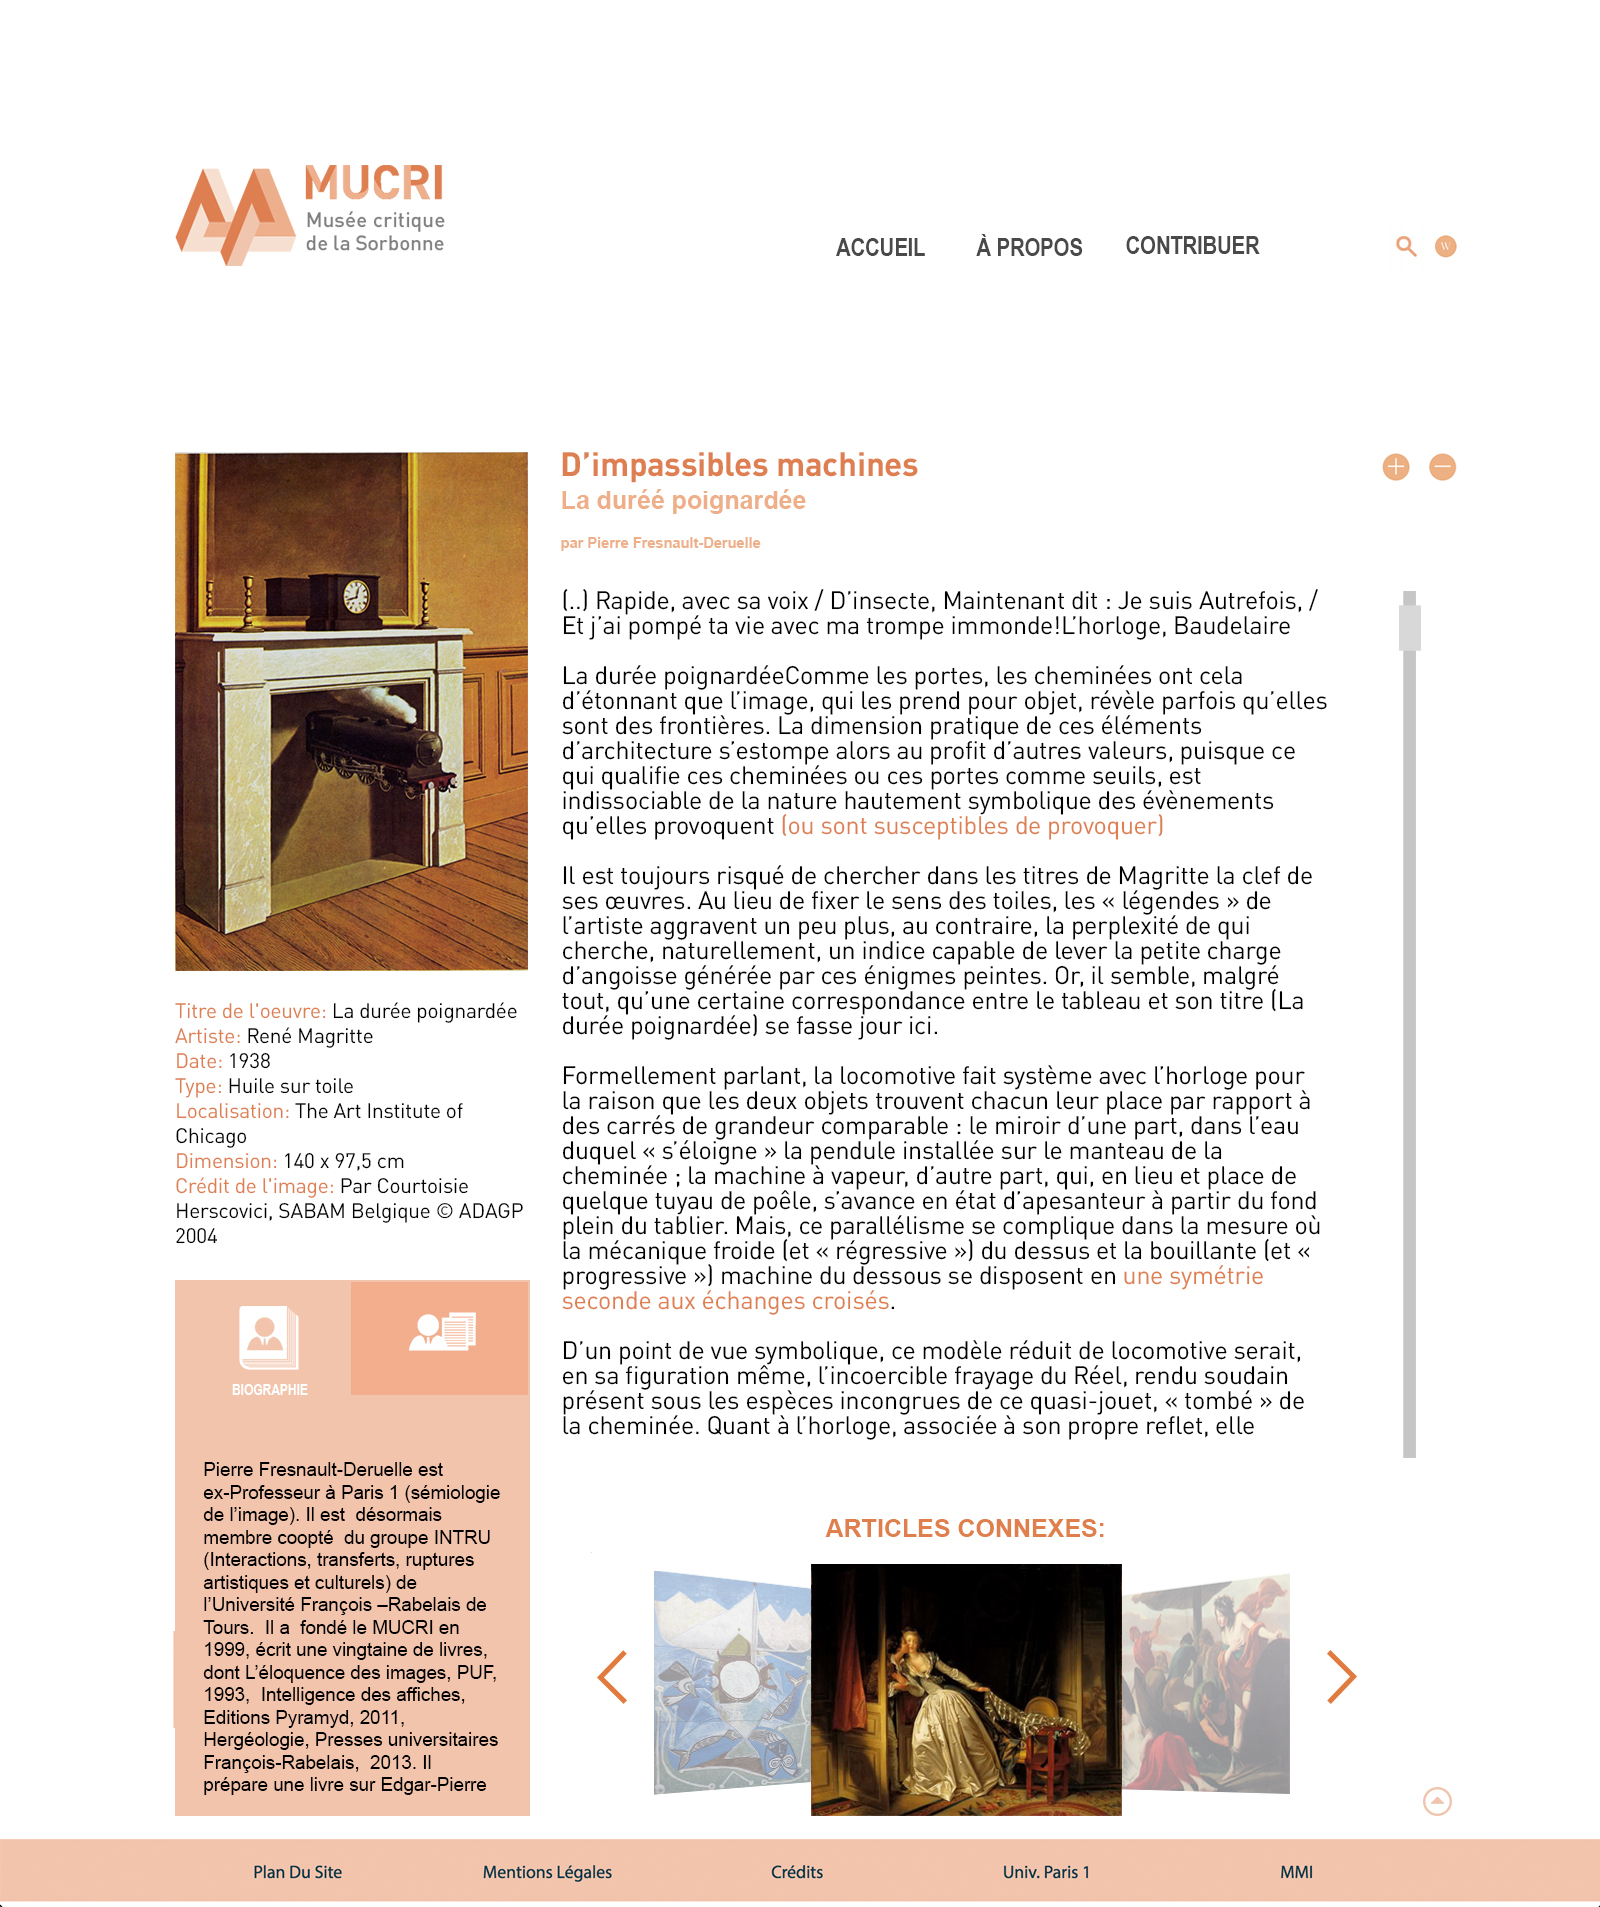 MUCRI
Musée critique
de la Sorbonne
ACCUEIL
À PROPOS
CONTRIBUER
W
D’impassibles machines
La duréé poignardée
par Pierre Fresnault-Deruelle
(..) Rapide, avec sa voix / D’insecte, Maintenant dit : Je suis Autrefois, /
Et j’ai pompé ta vie avec ma trompe immonde!L’horloge, Baudelaire
La durée poignardéeComme les portes, les cheminées ont cela
d’étonnant que l’image, qui les prend pour objet, révèle parfois qu’elles
sont des frontières. La dimension pratique de ces éléments
d’architecture s’estompe alors au profit d’autres valeurs, puisque ce
qui qualifie ces cheminées ou ces portes comme seuils, est
indissociable de la nature hautement symbolique des évènements
qu’elles provoquent (ou sont susceptibles de provoquer)
Il est toujours risqué de chercher dans les titres de Magritte la clef de
ses œuvres. Au lieu de fixer le sens des toiles, les « légendes » de
l’artiste aggravent un peu plus, au contraire, la perplexité de qui
cherche, naturellement, un indice capable de lever la petite charge
d’angoisse générée par ces énigmes peintes. Or, il semble, malgré
tout, qu’une certaine correspondance entre le tableau et son titre (La
durée poignardée) se fasse jour ici.
Formellement parlant, la locomotive fait système avec l’horloge pour
la raison que les deux objets trouvent chacun leur place par rapport à
des carrés de grandeur comparable : le miroir d’une part, dans l’eau
duquel « s’éloigne » la pendule installée sur le manteau de la
cheminée ; la machine à vapeur, d’autre part, qui, en lieu et place de
quelque tuyau de poêle, s’avance en état d’apesanteur à partir du fond
plein du tablier. Mais, ce parallélisme se complique dans la mesure où
la mécanique froide (et « régressive ») du dessus et la bouillante (et «
progressive ») machine du dessous se disposent en une symétrie
seconde aux échanges croisés.
D’un point de vue symbolique, ce modèle réduit de locomotive serait,
en sa figuration même, l’incoercible frayage du Réel, rendu soudain
présent sous les espèces incongrues de ce quasi-jouet, « tombé » de
la cheminée. Quant à l’horloge, associée à son propre reflet, elle
Titre de l'oeuvre: La durée poignardée
Artiste: René Magritte
Date: 1938
Type: Huile sur toile
Localisation: The Art Institute of
Chicago
Dimension: 140 x 97,5 cm
Crédit de l'image: Par Courtoisie
Herscovici, SABAM Belgique © ADAGP
2004
BIOGRAPHIE
Pierre Fresnault-Deruelle est
ex-Professeur à Paris 1 (sémiologie
de l’image). Il est  désormais
membre coopté  du groupe INTRU
(Interactions, transferts, ruptures
artistiques et culturels) de
l’Université François –Rabelais de
Tours.  Il a  fondé le MUCRI en
1999, écrit une vingtaine de livres,
dont L’éloquence des images, PUF,
1993,  Intelligence des affiches,
Editions Pyramyd, 2011,
Hergéologie, Presses universitaires
François-Rabelais,  2013. Il
prépare une livre sur Edgar-Pierre
ARTICLES CONNEXES:
Plan Du Site
Mentions Légales
Crédits
Univ. Paris 1
MMI